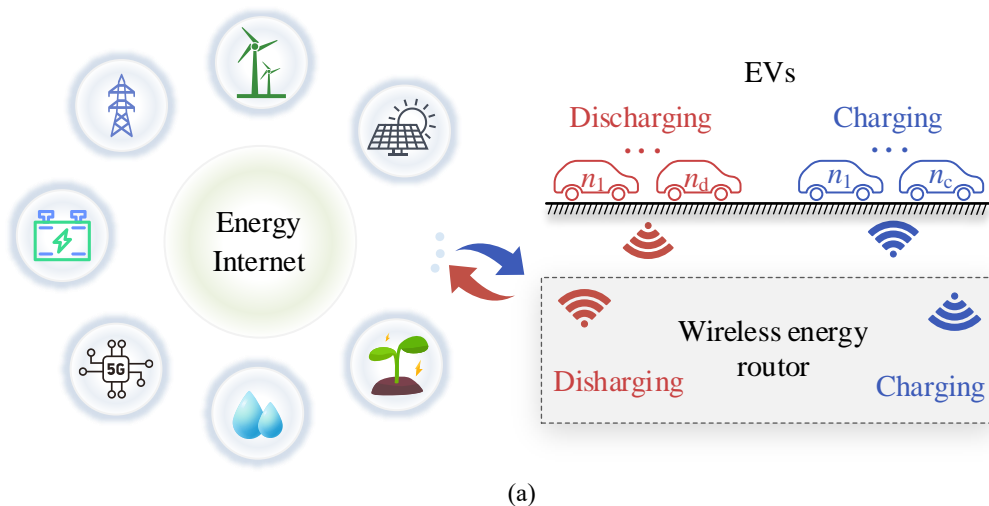 Energy
Internet
5G
EVs
Discharging
Charging
n1
nd
n1
nc
Wireless energy
routor
Disharging
Charging
(a)